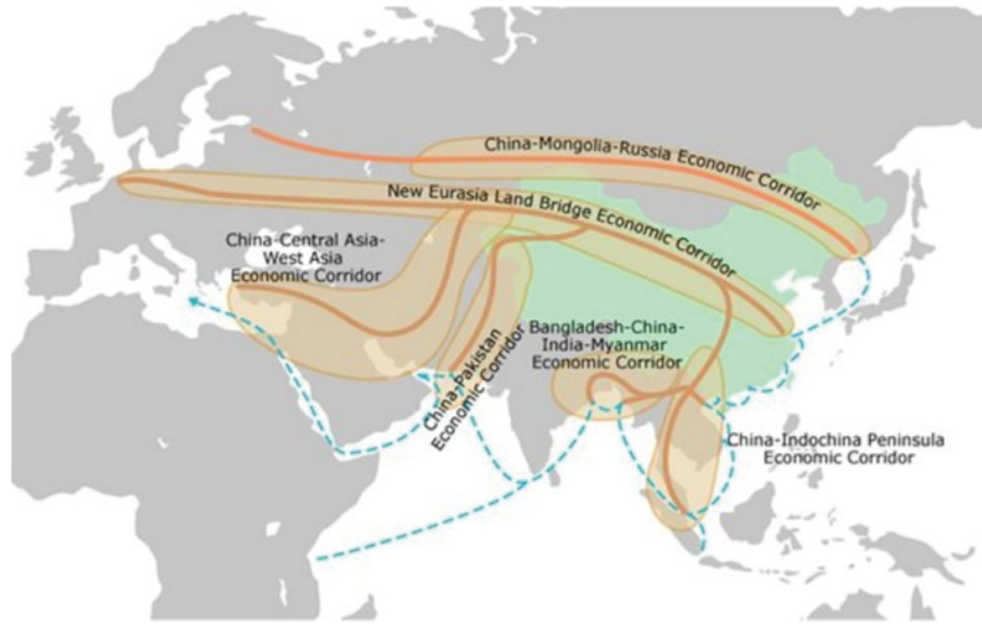 China-Mongolia-Russia Economic Corridor
New Eurasia Land Bridge Economic Corridor
China-Central Asia-
West Asia
Economic Corridor
Bangladesh-China-
India-Myanmar
Economic Corridor
China-Pakistan
Economic Corridor
China-Indochina Peninsula
Economic Corridor